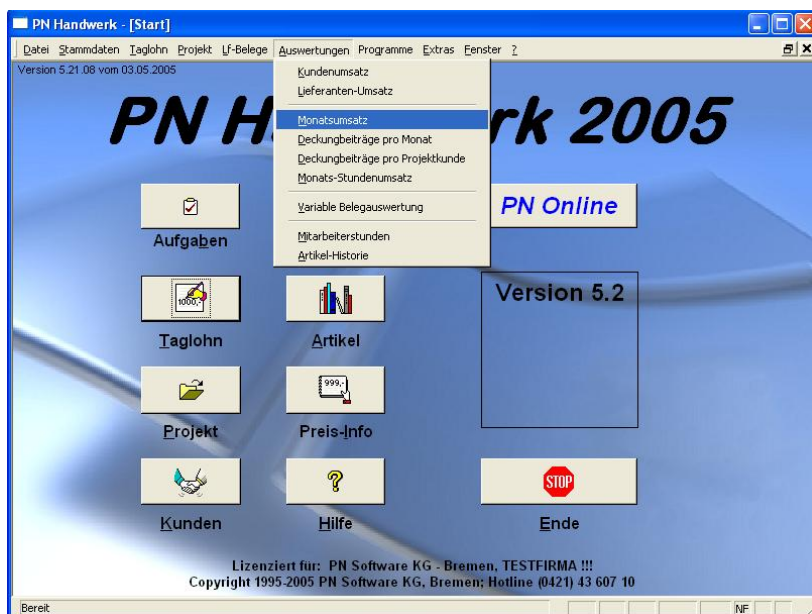 PN Handwerk - [Start]
Datei Stammdaten Taglohn Projekt Lf-Belege Auswertungen Programme Extras Fenster ?
Version 5.21.08 vom 03.05.2005
Kundenumsatz
Lieferanten-Umsatz
Monatsumsatz
Deckungbeiträge pro Monat
Deckungbeiträge pro Projektkunde
Monats-Stundenumsatz
Variable Belegauswertung
Mitarbeiterstunden
Artikel-Historie
PN H rk 2005
PN Online
Aufgaben
Version 5.2
1000,-
Taglohn
Artikel
999,-
Projekt
Preis-Info
STOP
Kunden
Hilfe
Ende
Lizenziert für: PN Software KG - Bremen, TESTFIRMA !!!
Copyright 1995-2005 PN Software KG, Bremen; Hotline (0421) 43 607 10
Bereit
NF